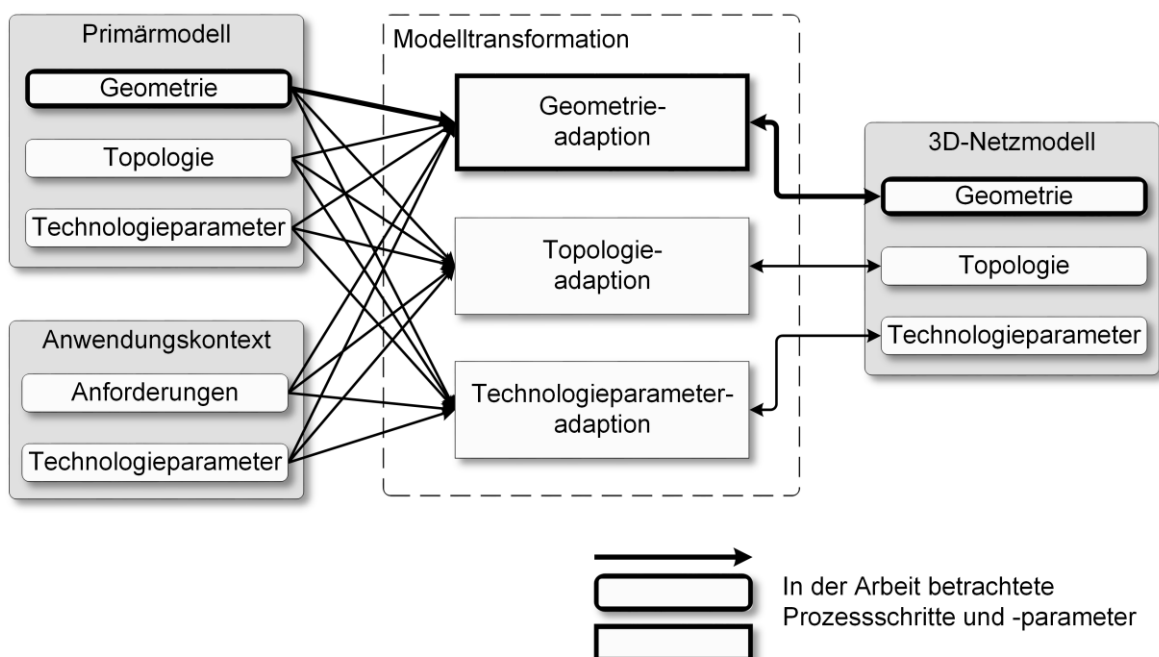 Primärmodell
Geometrie
Topologie
Technologieparameter
Anwendungskontext
Anforderungen
Technologieparameter
Modelltransformation
Geometrie-
adaption
Topologie-
adaption
Technologieparameter-
adaption
3D-Netzmodell
Geometrie
Topologie
Technologieparameter
In der Arbeit betrachtete
Prozessschritte und -parameter